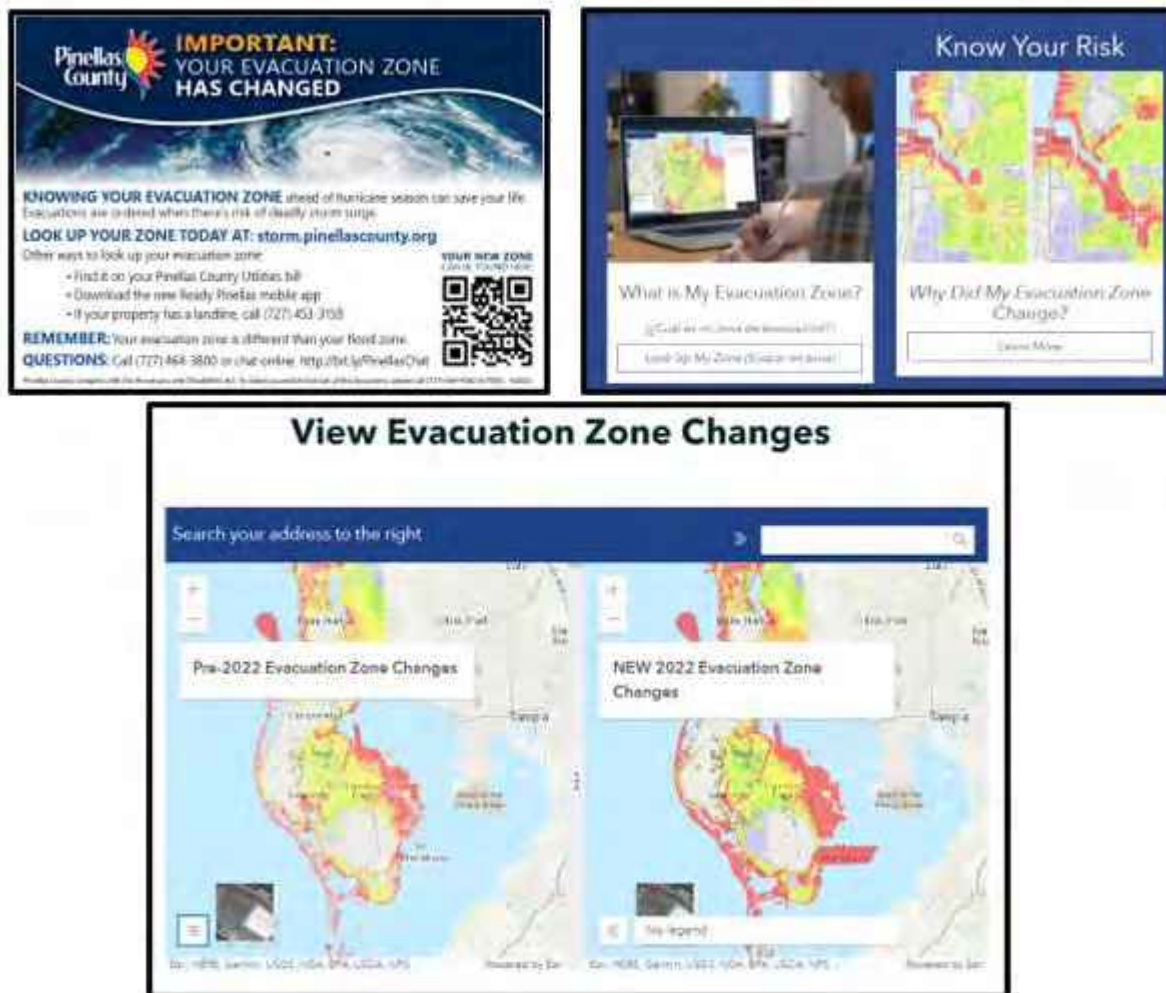 Pinellas
County
IMPORTANT:
YOUR EVACUATION ZONE
HAS CHANGED
KNOWING YOUR EVACUATION ZONE ahead of hurricane season can save your life.
Evacuations are ordered when there's risk of deadly storm surge.
LOOK UP YOUR ZONE TODAY AT: storm.pinellascounty.org
Other ways to look up your evacuation zone:
• Find it on your Pinellas County Utilities bill
• Download the new Ready Pinellas mobile app
• If your property has a landline, call (727) 453-3150
YOUR NEW ZONE
CAN BE FOUND HERE
REMEMBER: Your evacuation zone is different than your flood zone.
QUESTIONS: Call (727) 464-3800 or chat online: http://bit.ly/PinellasChat
Know Your Risk
What is My Evacuation Zone?
Look Up My Zone
Why Did My Evacuation Zone
Change?
Learn More
View Evacuation Zone Changes
Search your address to the right
Pre-2022 Evacuation Zone Changes
Tampa
Powered by Esri
NEW 2022 Evacuation Zone
Changes
Tampa
No legend
Powered by Esri